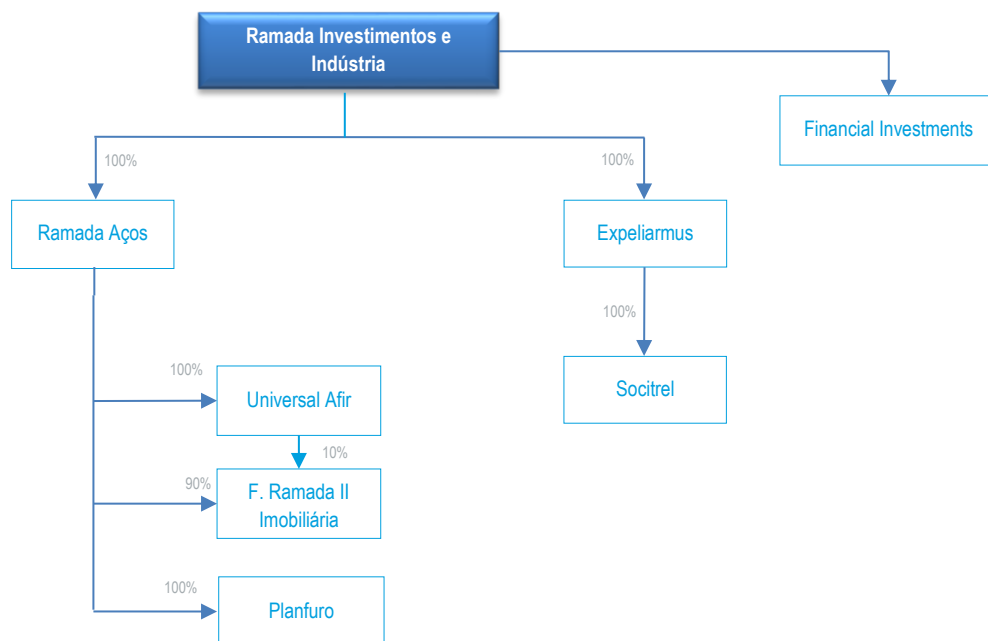 Ramada Investimentos e
Indústria
Financial Investments
100%
100%
Ramada Aços
Expeliarmus
100%
100%
Universal Afir
Socitrel
10%
90%
F. Ramada II
Imobiliária
100%
Planfuro